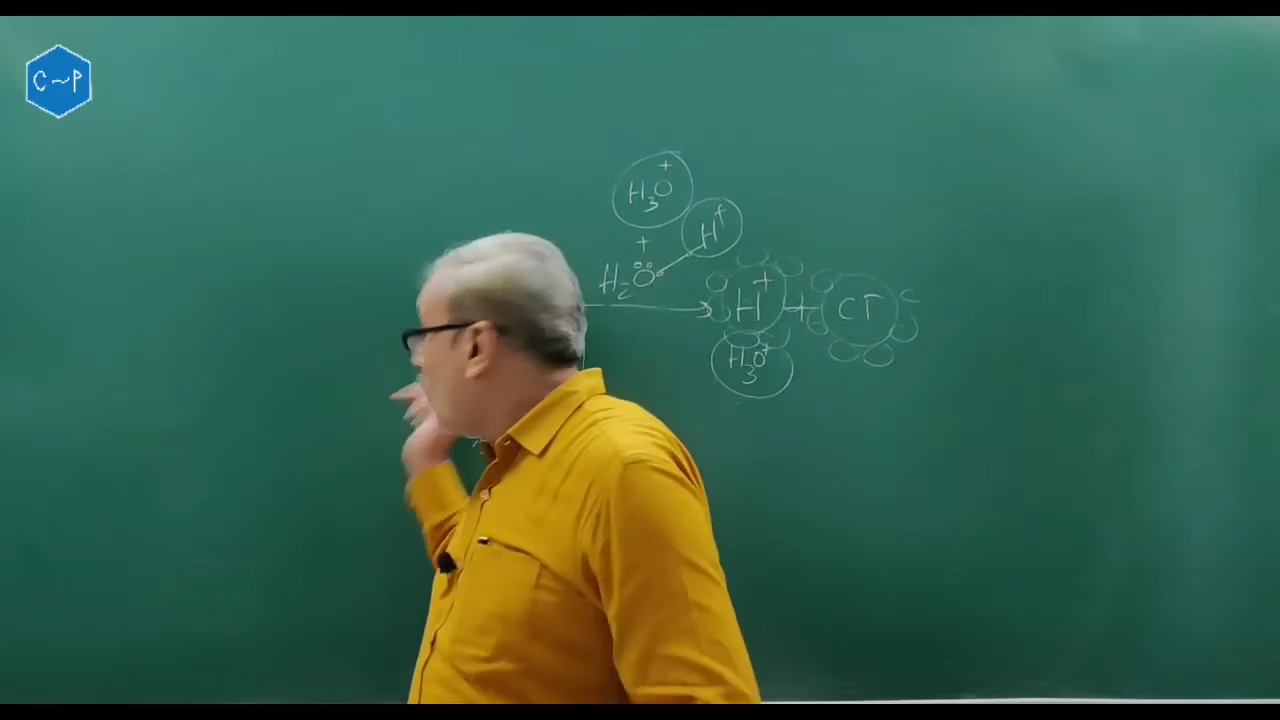 C~P
H₃O⁺
H⁺
+
H₂O
H⁺ + Cl⁻
H₃O⁺